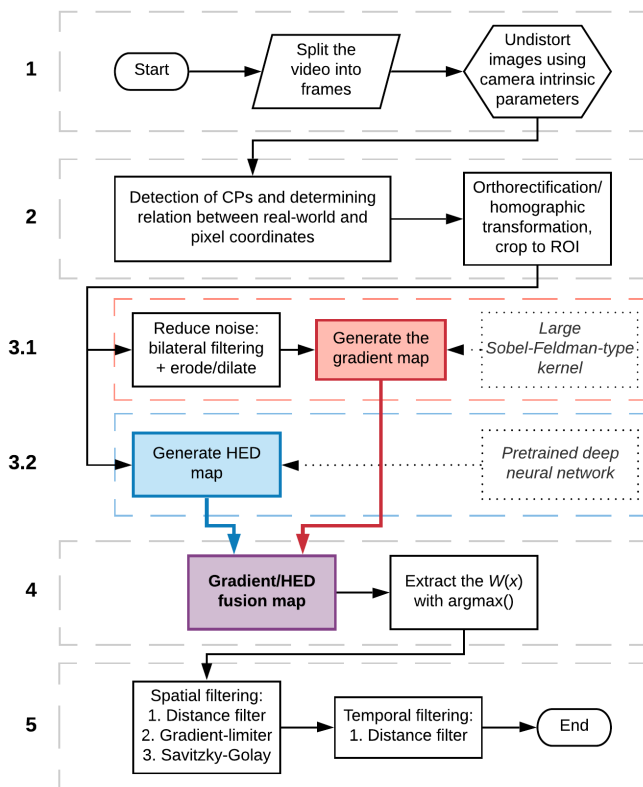 1
Start
Split the
video into
frames
Undistort
images using
camera intrinsic
parameters
2
Detection of CPs and determining
relation between real-world and
pixel coordinates
Orthorectification/
homographic
transformation,
crop to ROI
3.1
Reduce noise:
bilateral filtering
+ erode/dilate
Generate the
gradient map
Large
Sobel-Feldman-type
kernel
3.2
Generate HED
map
Pretrained deep
neural network
4
Gradient/HED
fusion map
Extract the W(x)
with argmax()
5
Spatial filtering:
1. Distance filter
2. Gradient-limiter
3. Savitzky-Golay
Temporal filtering:
1. Distance filter
End